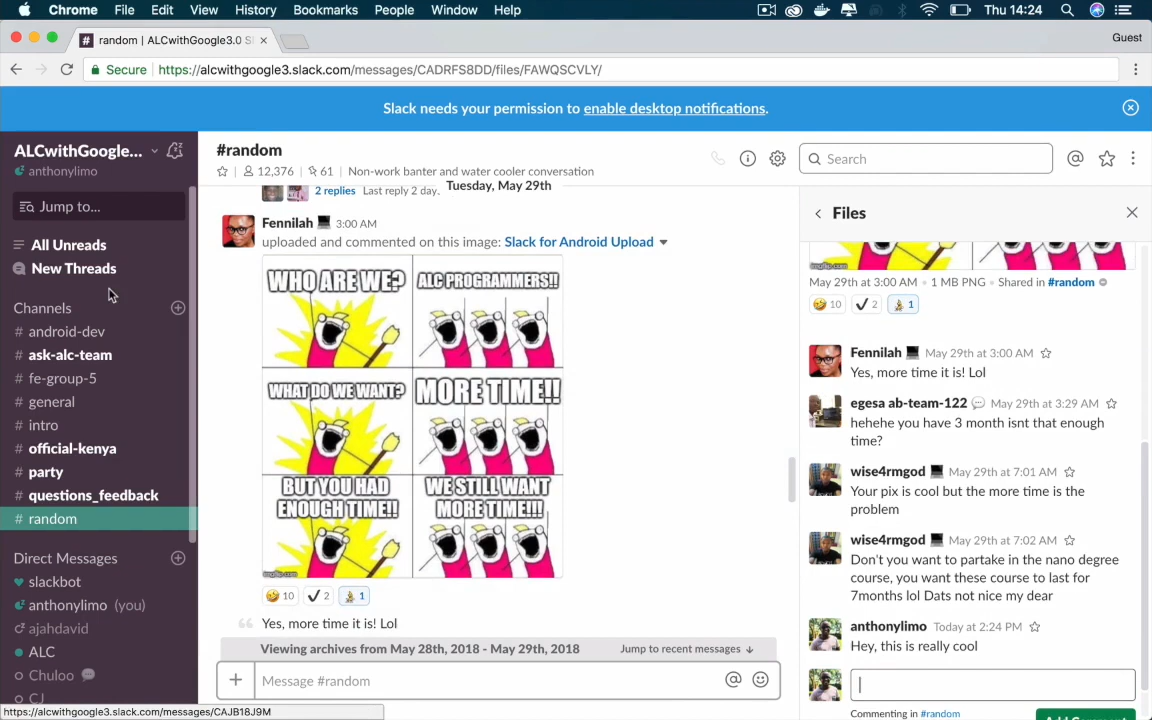 Chrome File Edit View History Bookmarks People Window Help Thu 14:24
# random | ALCwithGoogle3.0 Sl × Guest
Secure https://alcwithgoogle3.slack.com/messages/CADRFS8DD/files/FAWQSCVLY/
Slack needs your permission to enable desktop notifications.
ALCwithGoogle...
anthonylimo
Jump to...
All Unreads
New Threads
Channels
# android-dev
# ask-alc-team
# fe-group-5
# general
# intro
# official-kenya
# party
# questions_feedback
# random
Direct Messages
slackbot
anthonylimo (you)
ajahdavid
ALC
Chuloo
CJ
https://alcwithgoogle3.slack.com/messages/CAJB18J9M
#random
12,376 | 61 | Non-work banter and water cooler conversation
Search
2 replies Last reply 2 day.
Tuesday, May 29th
Fennilah 3:00 AM
uploaded and commented on this image: Slack for Android Upload
WHO ARE WE? ALC PROGRAMMERS!!
WHAT DO WE WANT? MORE TIME!!
BUT YOU HAD WE STILL WANT
ENOUGH TIME!! MORE TIME!!!
imgflip.com
10 2 1
Yes, more time it is! Lol
Viewing archives from May 28th, 2018 - May 29th, 2018 Jump to recent messages ↓
+ Message #random @
Files
imgflip.com
May 29th at 3:00 AM • 1 MB PNG • Shared in #random
10 2 1
Fennilah May 29th at 3:00 AM
Yes, more time it is! Lol
egesa ab-team-122 May 29th at 3:29 AM
hehehe you have 3 month isnt that enough
time?
wise4rmgod May 29th at 7:01 AM
Your pix is cool but the more time is the
problem
wise4rmgod May 29th at 7:02 AM
Don't you want to partake in the nano degree
course, you want these course to last for
7months lol Dats not nice my dear
anthonylimo Today at 2:24 PM
Hey, this is really cool
Commenting in #random
Add Comment